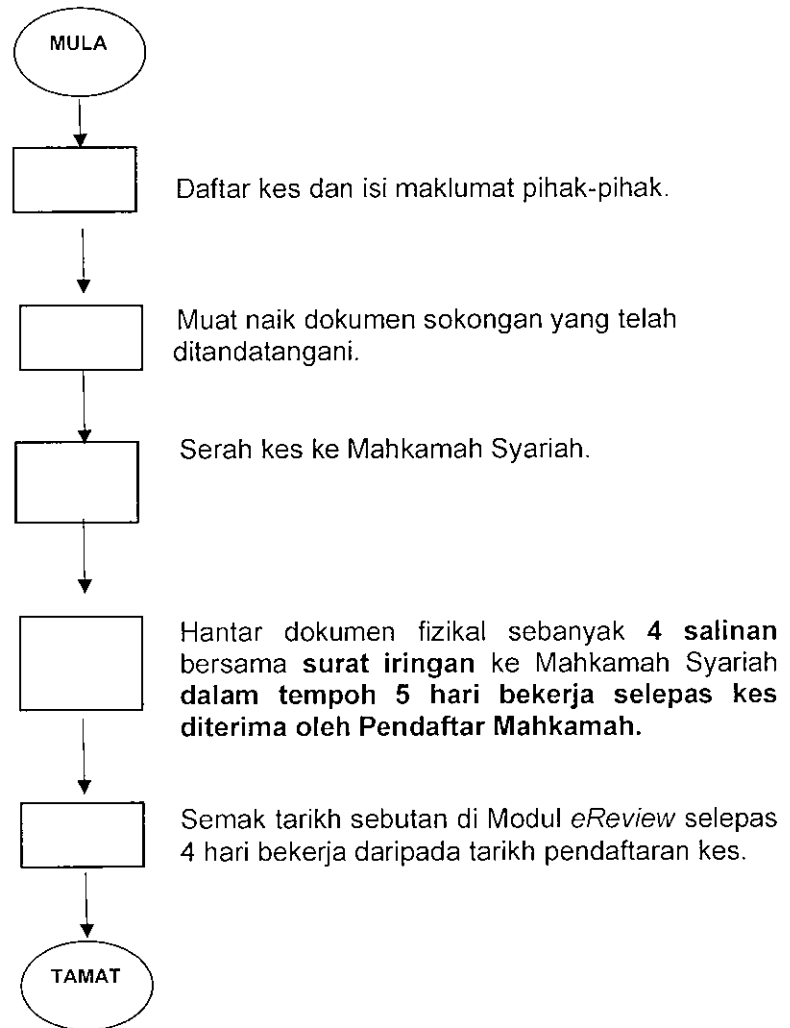 MULA
Daftar kes dan isi maklumat pihak-pihak.
Muat naik dokumen sokongan yang telah
ditandatangani.
Serah kes ke Mahkamah Syariah.
Hantar dokumen fizikal sebanyak 4 salinan
bersama surat iringan ke Mahkamah Syariah
dalam tempoh 5 hari bekerja selepas kes
diterima oleh Pendaftar Mahkamah.
Semak tarikh sebutan di Modul eReview selepas
4 hari bekerja daripada tarikh pendaftaran kes.
TAMAT